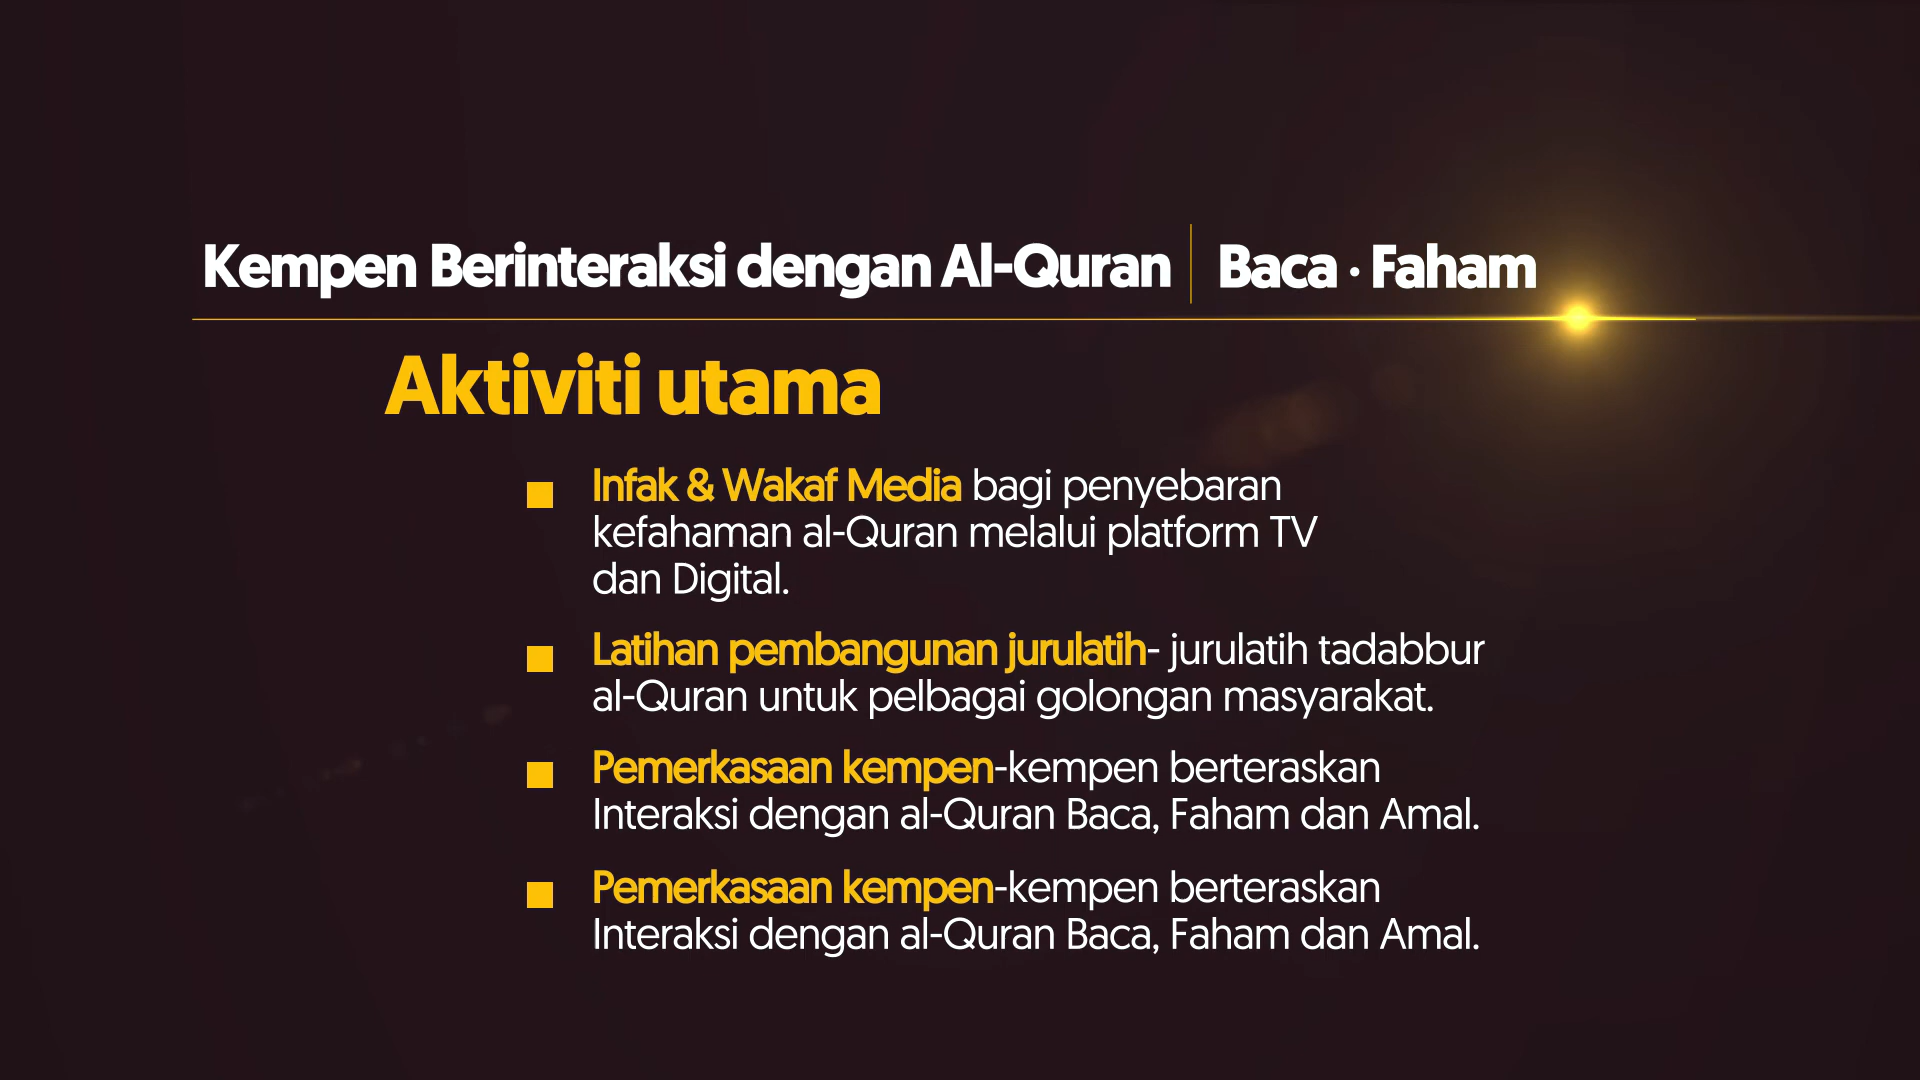 Kempen Berinteraksi dengan Al-Quran Baca · Faham
Aktiviti utama
Infak & Wakaf Media bagi penyebaran
kefahaman al-Quran melalui platform TV
dan Digital.
Latihan pembangunan jurulatih- jurulatih tadabbur
al-Quran untuk pelbagai golongan masyarakat.
Pemerkasaan kempen-kempen berteraskan
Interaksi dengan al-Quran Baca, Faham dan Amal.
Pemerkasaan kempen-kempen berteraskan
Interaksi dengan al-Quran Baca, Faham dan Amal.